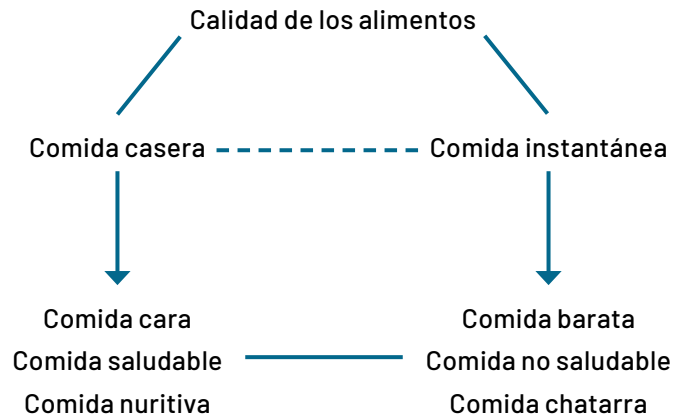 Calidad de los alimentos
Comida casera
Comida instantánea
Comida cara
Comida saludable
Comida nuritiva
Comida barata
Comida no saludable
Comida chatarra